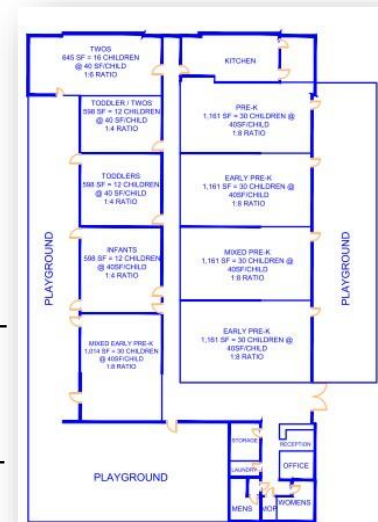 TWOS
645 SF = 16 CHILDREN
@ 40 SF/CHILD
1:6 RATIO
KITCHEN
TODDLER / TWOS
598 SF = 12 CHILDREN
@ 40 SF/CHILD
1:4 RATIO
PRE-K
1,161 SF = 30 CHILDREN @
40SF/CHILD
1:8 RATIO
TODDLERS
598 SF = 12 CHILDREN
@ 40 SF/CHILD
1:4 RATIO
EARLY PRE-K
1,161 SF = 30 CHILDREN @
40SF/CHILD
1:8 RATIO
PLAYGROUND
INFANTS
598 SF = 12 CHILDREN
@ 40SF/CHILD
1:4 RATIO
MIXED PRE-K
1,161 SF = 30 CHILDREN @
40SF/CHILD
1:8 RATIO
PLAYGROUND
MIXED EARLY PRE-K
1,014 SF = 30 CHILDREN @
40SF/CHILD
1:8 RATIO
EARLY PRE-K
1,161 SF = 30 CHILDREN @
40SF/CHILD
1:8 RATIO
STORAGE
RECEPTION
OFFICE
LAUNDRY
PLAYGROUND
MENS
MOP
WOMENS